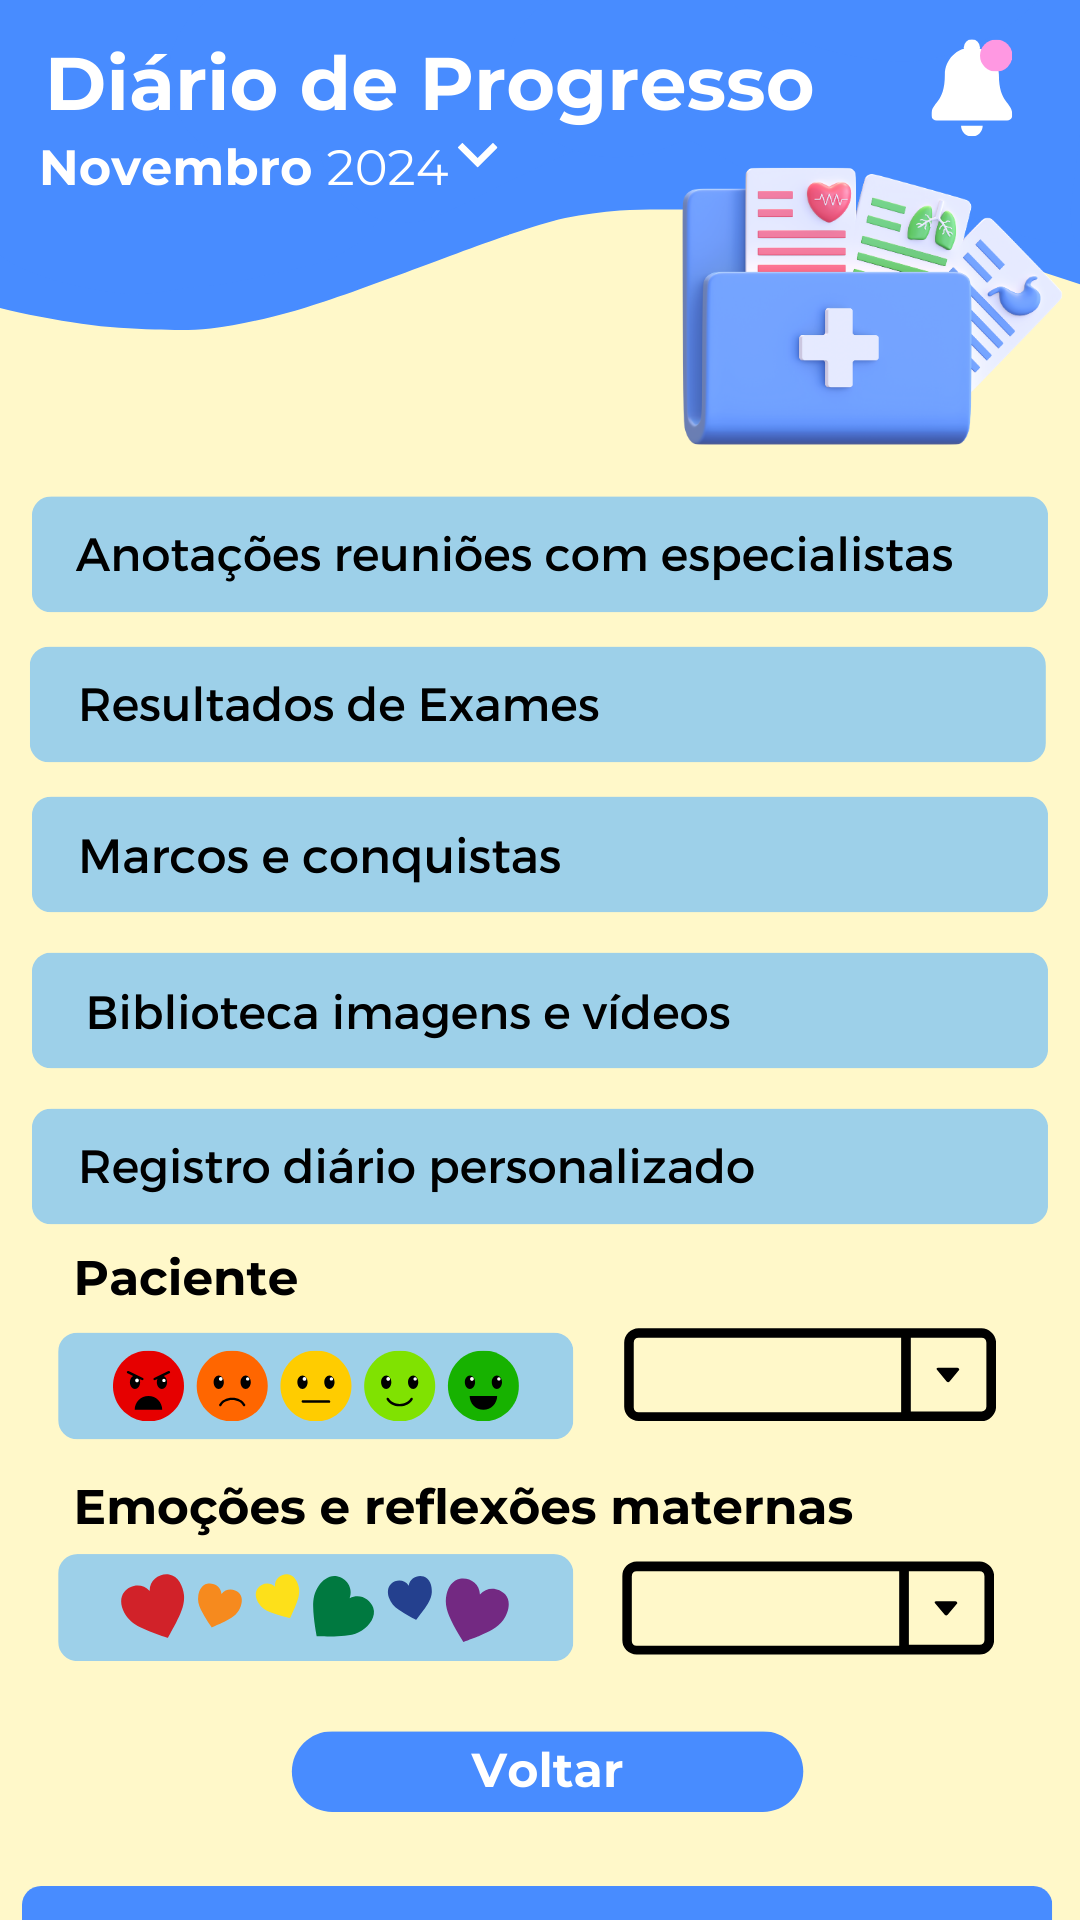 Diário de Progresso
Novembro 2024
Anotações reuniões com especialistas
Resultados de Exames
Marcos e conquistas
Biblioteca imagens e vídeos
Registro diário personalizado
Paciente
Emoções e reflexões maternas
Voltar